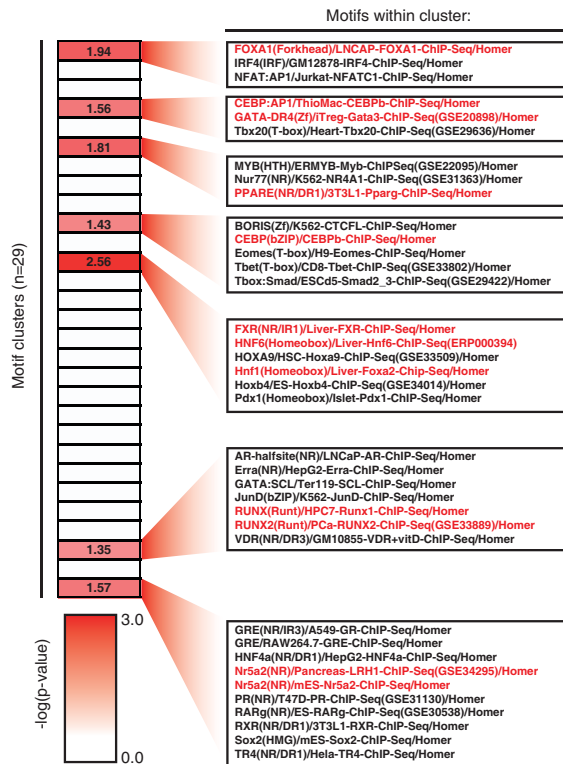 Motifs within cluster:
1.94
FOXA1(Forkhead)/LNCAP-FOXA1-ChIP-Seq/Homer
IRF4(IRF)/GM12878-IRF4-ChIP-Seq/Homer
NFAT:AP1/Jurkat-NFATC1-ChIP-Seq/Homer
1.56
CEBP:AP1/ThioMac-CEBPb-ChIP-Seq/Homer
GATA-DR4(Zf)/iTreg-Gata3-ChIP-Seq(GSE20898)/Homer
Tbx20(T-box)/Heart-Tbx20-ChIP-Seq(GSE29636)/Homer
1.81
MYB(HTH)/ERMYB-Myb-ChIPSeq(GSE22095)/Homer
Nur77(NR)/K562-NR4A1-ChIP-Seq(GSE31363)/Homer
PPARE(NR/DR1)/3T3L1-Pparg-ChIP-Seq/Homer
1.43
BORIS(Zf)/K562-CTCFL-ChIP-Seq/Homer
CEBP(bZIP)/CEBPb-ChIP-Seq/Homer
Eomes(T-box)/H9-Eomes-ChIP-Seq/Homer
Tbet(T-box)/CD8-Tbet-ChIP-Seq(GSE33802)/Homer
Tbox:Smad/ESCd5-Smad2_3-ChIP-Seq(GSE29422)/Homer
2.56
FXR(NR/IR1)/Liver-FXR-ChIP-Seq/Homer
HNF6(Homeobox)/Liver-Hnf6-ChIP-Seq(ERP000394)
HOXA9/HSC-Hoxa9-ChIP-Seq(GSE33509)/Homer
Hnf1(Homeobox)/Liver-Foxa2-Chip-Seq/Homer
Hoxb4/ES-Hoxb4-ChIP-Seq(GSE34014)/Homer
Pdx1(Homeobox)/Islet-Pdx1-ChIP-Seq/Homer
Motif clusters (n=29)
AR-halfsite(NR)/LNCaP-AR-ChIP-Seq/Homer
Erra(NR)/HepG2-Erra-ChIP-Seq/Homer
GATA:SCL/Ter119-SCL-ChIP-Seq/Homer
JunD(bZIP)/K562-JunD-ChIP-Seq/Homer
RUNX(Runt)/HPC7-Runx1-ChIP-Seq/Homer
RUNX2(Runt)/PCa-RUNX2-ChIP-Seq(GSE33889)/Homer
VDR(NR/DR3)/GM10855-VDR+vitD-ChIP-Seq/Homer
1.35
1.57
GRE(NR/IR3)/A549-GR-ChIP-Seq/Homer
GRE/RAW264.7-GRE-ChIP-Seq/Homer
HNF4a(NR/DR1)/HepG2-HNF4a-ChIP-Seq/Homer
Nr5a2(NR)/Pancreas-LRH1-ChIP-Seq(GSE34295)/Homer
Nr5a2(NR)/mES-Nr5a2-ChIP-Seq/Homer
PR(NR)/T47D-PR-ChIP-Seq(GSE31130)/Homer
RARg(NR)/ES-RARg-ChIP-Seq(GSE30538)/Homer
RXR(NR/DR1)/3T3L1-RXR-ChIP-Seq/Homer
Sox2(HMG)/mES-Sox2-ChIP-Seq/Homer
TR4(NR/DR1)/Hela-TR4-ChIP-Seq/Homer
-log(p-value)
3.0
0.0